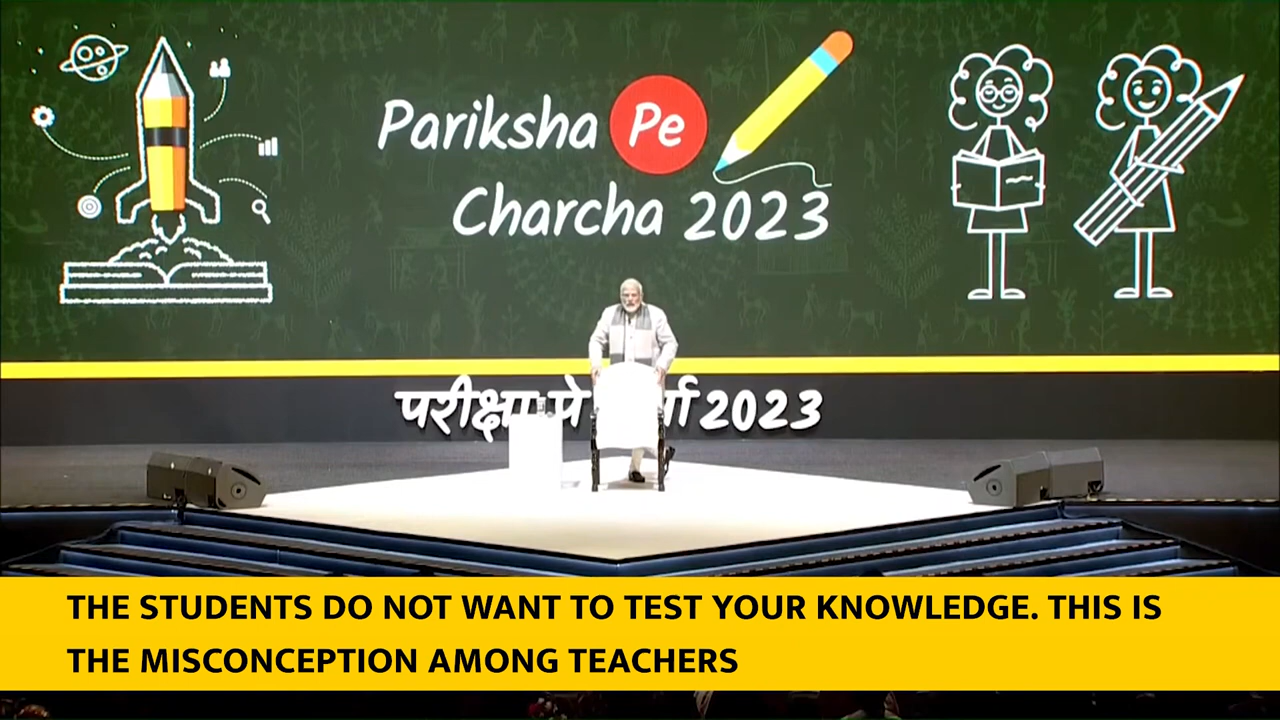 Pariksha Pe
Charcha 2023
परीक्षा पे र्चा 2023
THE STUDENTS DO NOT WANT TO TEST YOUR KNOWLEDGE. THIS IS
THE MISCONCEPTION AMONG TEACHERS